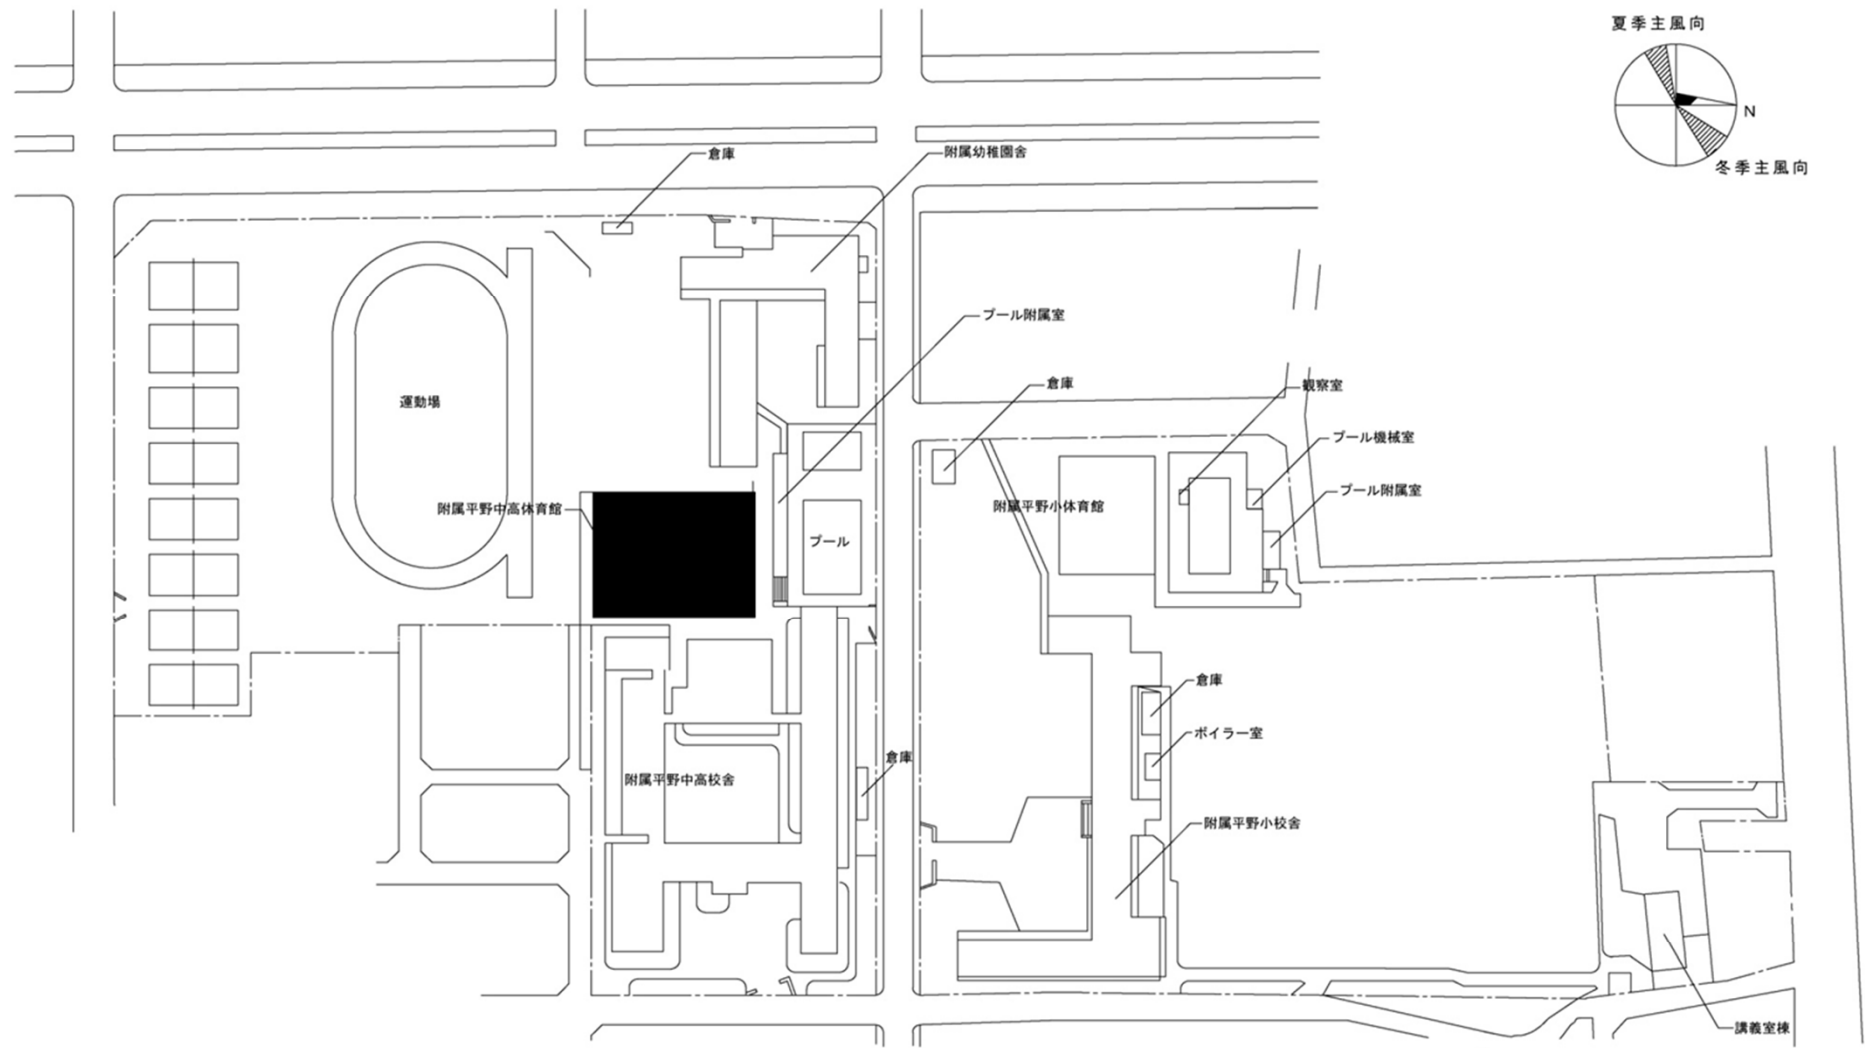 夏季主風向
N
冬季主風向
倉庫
附属幼稚園舎
プール附属室
倉庫
観察室
運動場
プール機械室
プール附属室
附属平野中高体育館
附属平野小体育館
プール
倉庫
ボイラー室
倉庫
附属平野中高校舎
附属平野小校舎
講義室棟